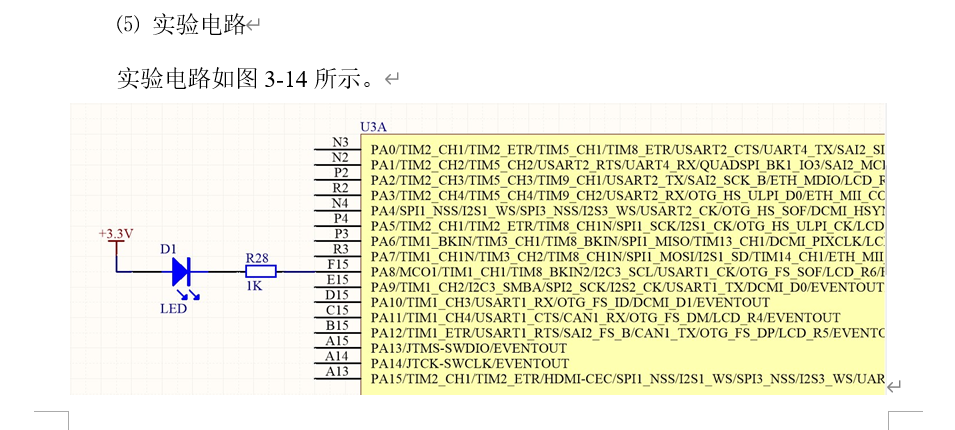 ⑸ 实验电路
实验电路如图 3-14 所示。
U3A
N3 PA0/TIM2_CH1/TIM2_ETR/TIM5_CH1/TIM8_ETR/USART2_CTS/UART4_TX/SAI2_SI
N2 PA1/TIM2_CH2/TIM5_CH2/USART2_RTS/UART4_RX/QUADSPI_BK1_IO3/SAI2_MCI
P2 PA2/TIM2_CH3/TIM5_CH3/TIM9_CH1/USART2_TX/SAI2_SCK_B/ETH_MDIO/LCD_R
R2 PA3/TIM2_CH4/TIM5_CH4/TIM9_CH2/USART2_RX/OTG_HS_ULPI_D0/ETH_MII_CO
N4 PA4/SPI1_NSS/I2S1_WS/SPI3_NSS/I2S3_WS/USART2_CK/OTG_HS_SOF/DCMI_HSYN
P4 PA5/TIM2_CH1/TIM2_ETR/TIM8_CH1N/SPI1_SCK/I2S1_CK/OTG_HS_ULPI_CK/LCD
P3 PA6/TIM1_BKIN/TIM3_CH1/TIM8_BKIN/SPI1_MISO/TIM13_CH1/DCMI_PIXCLK/LC
R3 PA7/TIM1_CH1N/TIM3_CH2/TIM8_CH1N/SPI1_MOSI/I2S1_SD/TIM14_CH1/ETH_MII
F15 PA8/MCO1/TIM1_CH1/TIM8_BKIN2/I2C3_SCL/USART1_CK/OTG_FS_SOF/LCD_R6/
E15 PA9/TIM1_CH2/I2C3_SMBA/SPI2_SCK/I2S2_CK/USART1_TX/DCMI_D0/EVENTOUT
D15 PA10/TIM1_CH3/USART1_RX/OTG_FS_ID/DCMI_D1/EVENTOUT
C15 PA11/TIM1_CH4/USART1_CTS/CAN1_RX/OTG_FS_DM/LCD_R4/EVENTOUT
B15 PA12/TIM1_ETR/USART1_RTS/SAI2_FS_B/CAN1_TX/OTG_FS_DP/LCD_R5/EVENTO
A15 PA13/JTMS-SWDIO/EVENTOUT
A14 PA14/JTCK-SWCLK/EVENTOUT
A13 PA15/TIM2_CH1/TIM2_ETR/HDMI-CEC/SPI1_NSS/I2S1_WS/SPI3_NSS/I2S3_WS/UAR
+3.3V
D1
LED
R28
1K